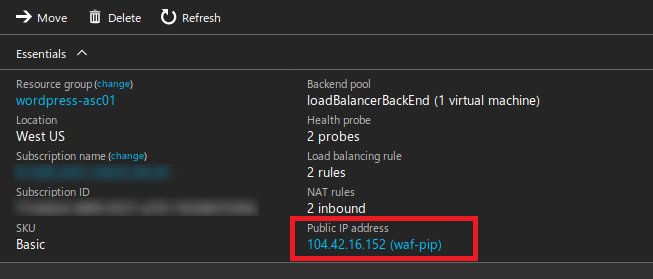 Move Delete Refresh
Essentials
Resource group (change)
wordpress-asc01
Location
West US
Subscription name (change)
Subscription ID
SKU
Basic
Backend pool
loadBalancerBackEnd (1 virtual machine)
Health probe
2 probes
Load balancing rule
2 rules
NAT rules
2 inbound
Public IP address
104.42.16.152 (waf-pip)